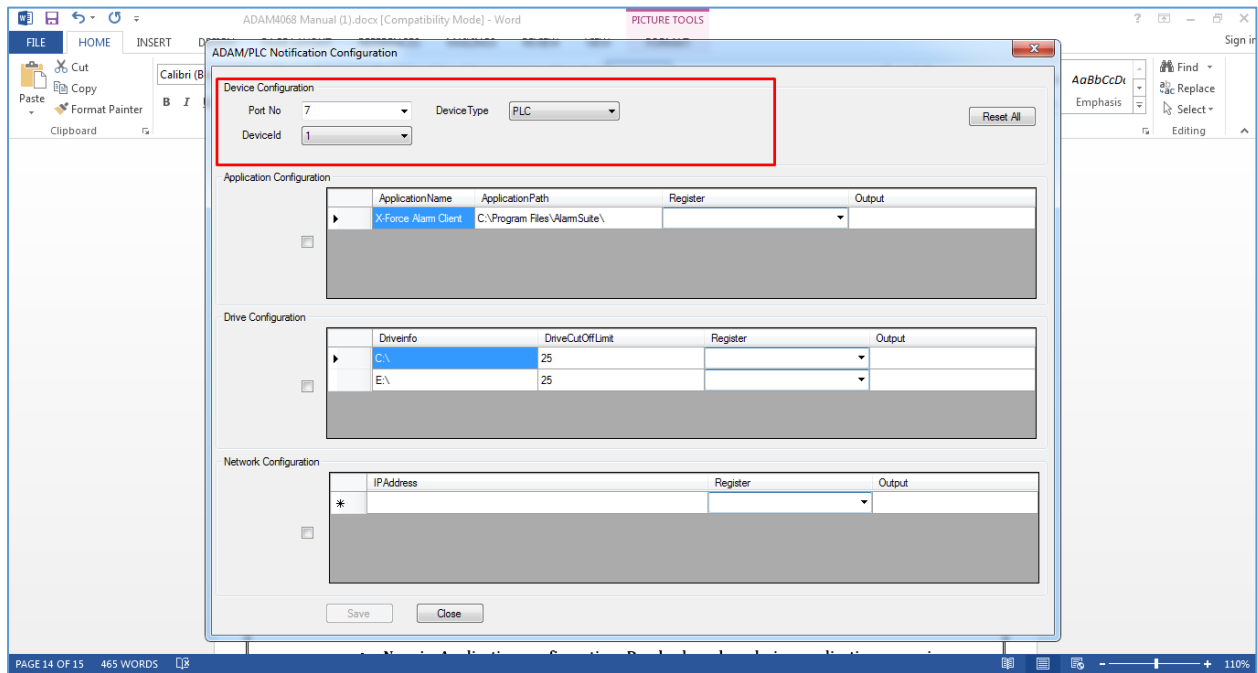 ADAM4068 Manual (1).docx [Compatibility Mode] - Word
PICTURE TOOLS
?
FILE HOME INSERT
Sign in
ADAM/PLC Notification Configuration
x
Cut
Copy
Paste
Format Painter
Clipboard
Calibri (B
B I
AaBbCcDc
Emphasis
Find
Replace
Select
Editing
Device Configuration
Port No 7 DeviceType PLC
Reset All
DeviceId 1
Application Configuration
ApplicationName ApplicationPath Register Output
X-Force Alarm Client C:\Program Files\AlarmSuite\
Drive Configuration
Driveinfo DriveCutOffLimit Register Output
C:\ 25
E:\ 25
Network Configuration
IPAddress Register Output
Save Close
PAGE 14 OF 15 465 WORDS
110%